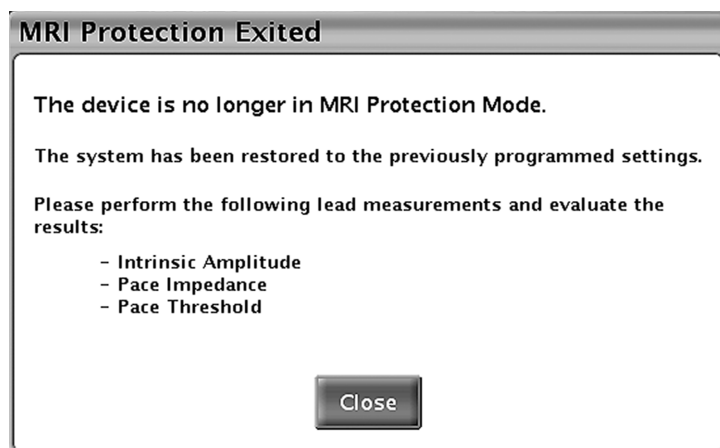 MRI Protection Exited
The device is no longer in MRI Protection Mode.
The system has been restored to the previously programmed settings.
Please perform the following lead measurements and evaluate the
results:
– Intrinsic Amplitude
– Pace Impedance
– Pace Threshold
Close